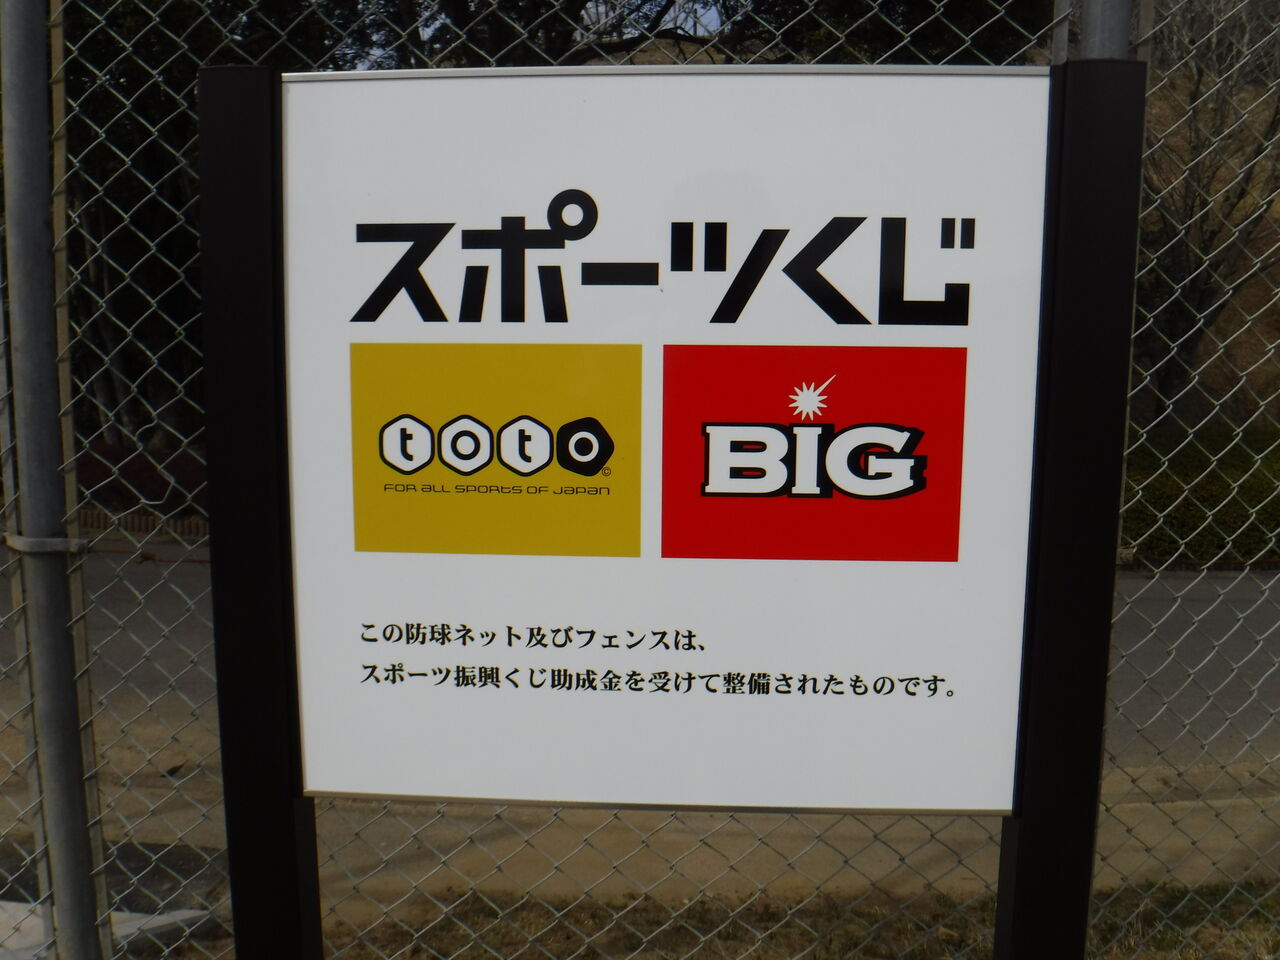 スポーツくじ
toto
©
FOR ALL SPORTS OF JAPAN
BIG
この防球ネット及びフェンスは、
スポーツ振興くじ助成金を受けて整備されたものです。